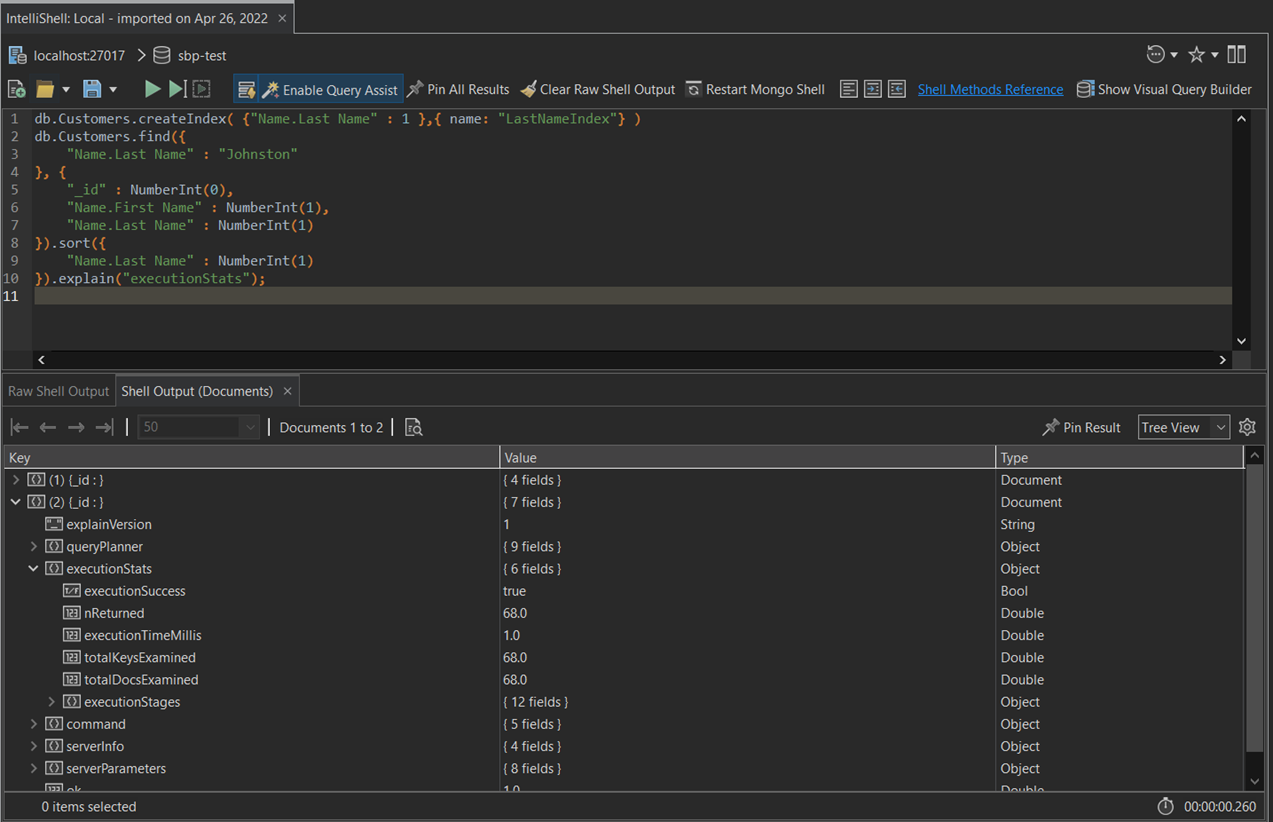 IntelliShell: Local - imported on Apr 26, 2022
localhost:27017 sbp-test
Enable Query Assist Pin All Results Clear Raw Shell Output Restart Mongo Shell Shell Methods Reference Show Visual Query Builder
1 db.Customers.createIndex( {"Name.Last Name" : 1 },{ name: "LastNameIndex"} )
2 db.Customers.find({
3 "Name.Last Name" : "Johnston"
4 }, {
5 "_id" : NumberInt(0),
6 "Name.First Name" : NumberInt(1),
7 "Name.Last Name" : NumberInt(1)
8 }).sort({
9 "Name.Last Name" : NumberInt(1)
10 }).explain("executionStats");
11
Raw Shell Output Shell Output (Documents)
50 Documents 1 to 2 Pin Result Tree View
Key Value Type
(1) {_id : } { 4 fields } Document
(2) {_id : } { 7 fields } Document
explainVersion 1 String
queryPlanner { 9 fields } Object
executionStats { 6 fields } Object
executionSuccess true Bool
nReturned 68.0 Double
executionTimeMillis 1.0 Double
totalKeysExamined 68.0 Double
totalDocsExamined 68.0 Double
executionStages { 12 fields } Object
command { 5 fields } Object
serverInfo { 4 fields } Object
serverParameters { 8 fields } Object
ok 1.0 Double
0 items selected 00:00:00.260